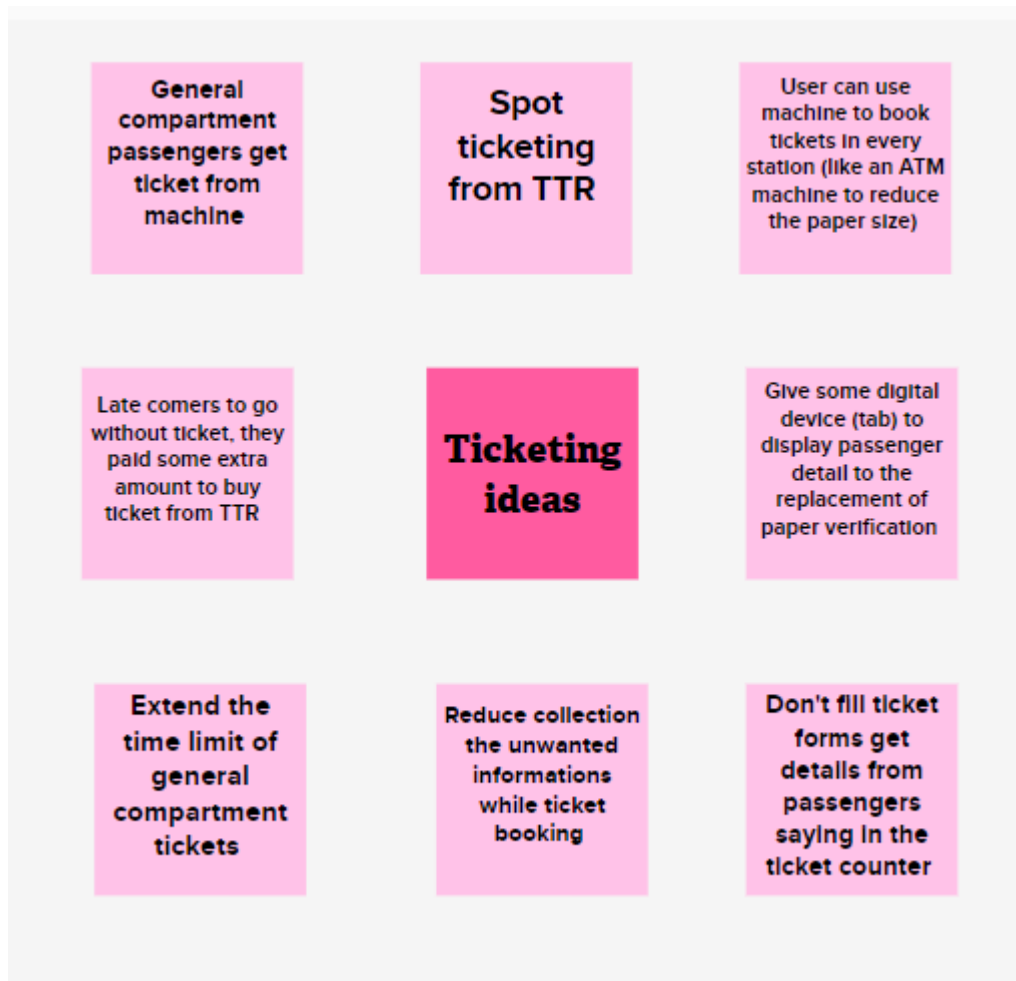 General
compartment
passengers get
ticket from
machine
Spot
ticketing
from TTR
User can use
machine to book
tickets in every
station (like an ATM
machine to reduce
the paper size)
Late comers to go
without ticket, they
paid some extra
amount to buy
ticket from TTR
Ticketing
ideas
Give some digital
device (tab) to
display passenger
detail to the
replacement of
paper verification
Extend the
time limit of
general
compartment
tickets
Reduce collection
the unwanted
informations
while ticket
booking
Don't fill ticket
forms get
details from
passengers
saying in the
ticket counter